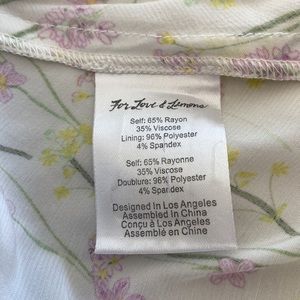 For Love & Lemons
Self: 65% Rayon
35% Viscose
Lining: 96% Polyester
4% Spandex
Self: 65% Rayonne
35% Viscose
Doublure: 96% Polyester
4% Spardex
Designed In Los Angeles
Assembled In China
Conçu à Los Angeles
Assemblé en Chine